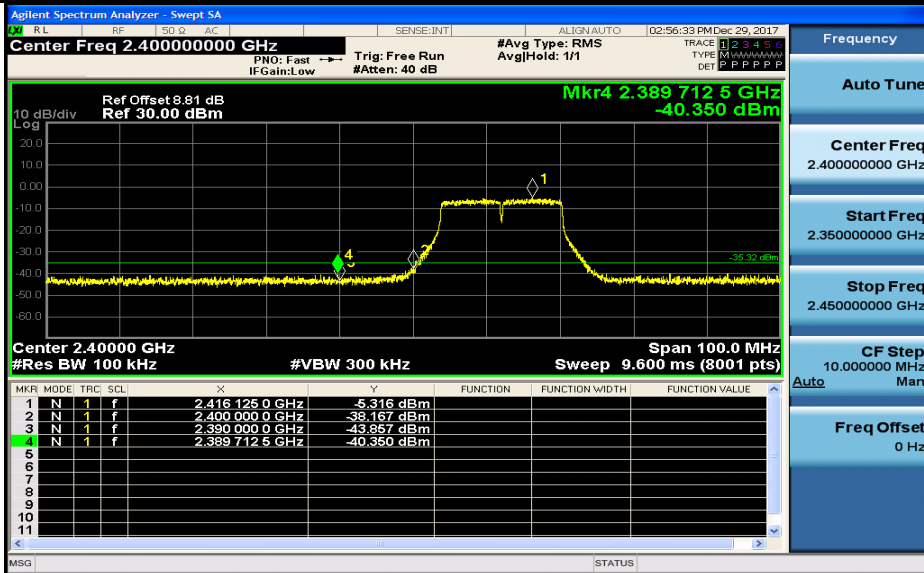 Agilent Spectrum Analyzer - Swept SA
LXI RL RF 50 Ω AC SENSE:INT ALIGN AUTO 02:56:33 PM Dec 29, 2017
Center Freq 2.400000000 GHz
PNO: Fast
IFGain:Low
Trig: Free Run
#Atten: 40 dB
#Avg Type: RMS
Avg|Hold: 1/1
TRACE 1 2 3 4 5 6
TYPE M W W W W W
DET P P P P P P
Ref Offset 8.81 dB
Ref 30.00 dBm
10 dB/div
Log
Mkr4 2.389 712 5 GHz
-40.350 dBm
20.0
10.0
0.00
-10.0
-20.0
-30.0
-40.0
-50.0
-60.0
1
2
4
-35.32 dBm
Center 2.40000 GHz
#Res BW 100 kHz
#VBW 300 kHz
Span 100.0 MHz
Sweep 9.600 ms (8001 pts)
MKR MODE TRC SCL X Y FUNCTION FUNCTION WIDTH FUNCTION VALUE
1 N 1 f 2.416 125 0 GHz -5.316 dBm
2 N 1 f 2.400 000 0 GHz -38.167 dBm
3 N 1 f 2.390 000 0 GHz -43.857 dBm
4 N 1 f 2.389 712 5 GHz -40.350 dBm
5
6
7
8
9
10
11
MSG
STATUS
Frequency
Auto Tune
Center Freq
2.400000000 GHz
Start Freq
2.350000000 GHz
Stop Freq
2.450000000 GHz
CF Step
10.000000 MHz
Auto Man
Freq Offset
0 Hz